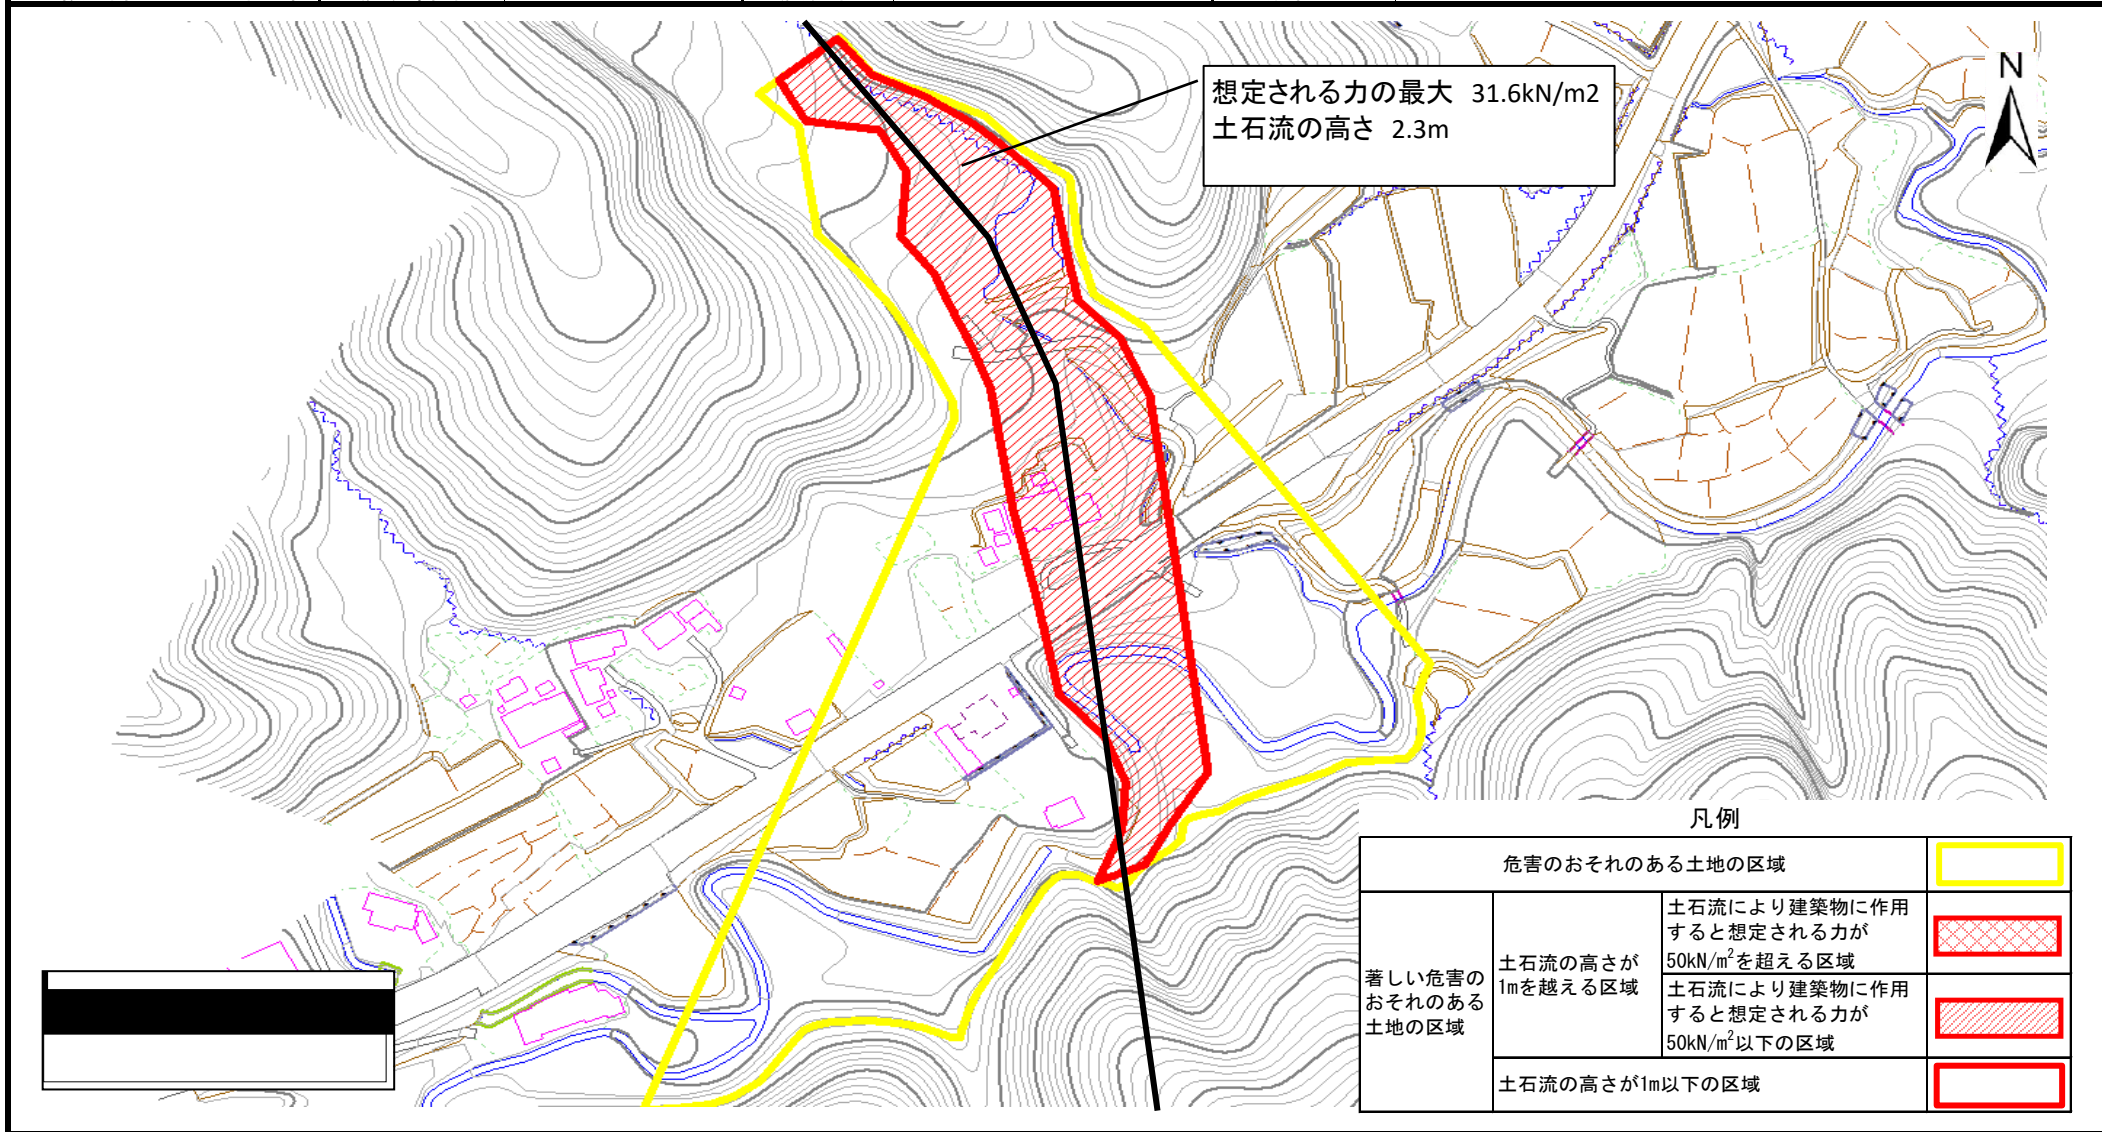 想定される力の最大 31.6kN/m2
土石流の高さ 2.3m
N
凡例
危害のおそれのある土地の区域
著しい危害の
おそれのある
土地の区域
土石流の高さが
1mを越える区域
土石流により建築物に作用
すると想定される力が
50kN/m²を超える区域
土石流により建築物に作用
すると想定される力が
50kN/m²以下の区域
土石流の高さが1m以下の区域